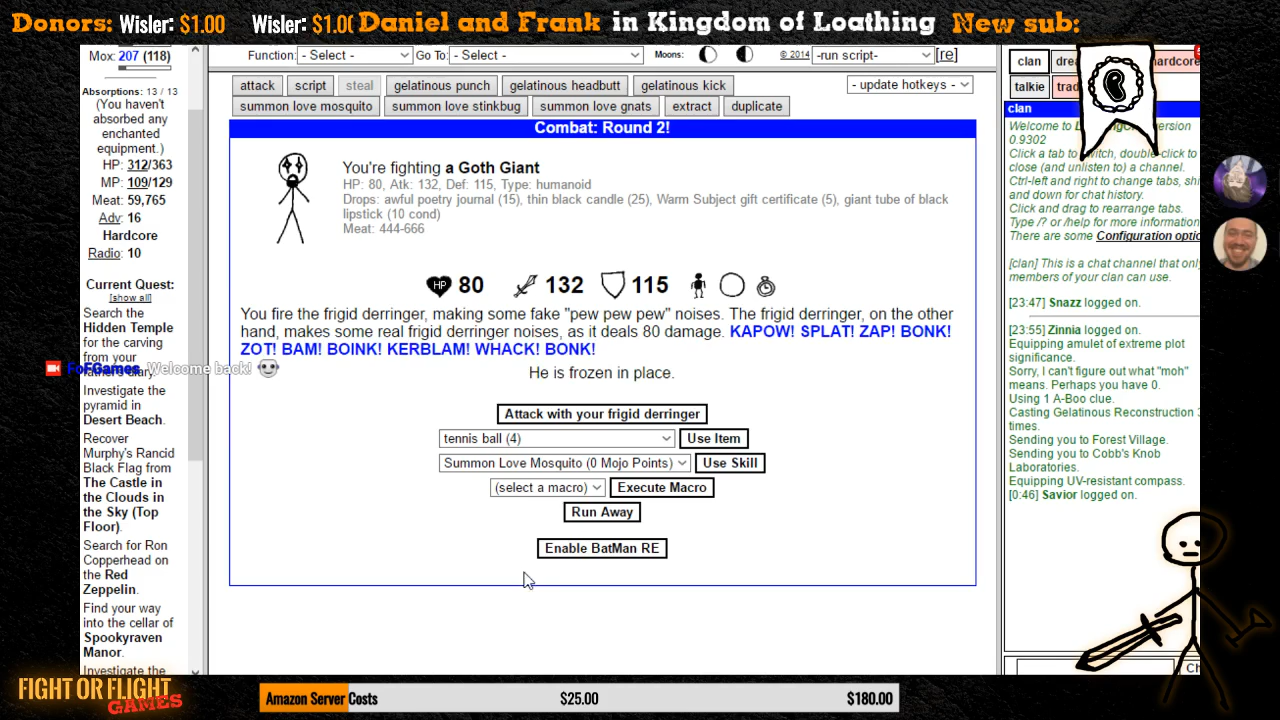 Donors: Wisler: $1.00 Wisler: $1.0 Daniel and Frank in Kingdom of Loathing New sub:
Mox: 207 (118)
Absorptions: 13 / 13
(You haven't
absorbed any
enchanted
equipment.)
HP: 312/363
MP: 109/129
Meat: 59,765
Adv: 16
Hardcore
Radio: 10
Current Quest:
[show all]
Search the
Hidden Temple
for the carving
from your
father's diary.
FoFGames Welcome back!
Investigate the
pyramid in
Desert Beach.
Recover
Murphy's Rancid
Black Flag from
The Castle in
the Clouds in
the Sky (Top
Floor).
Search for Ron
Copperhead on
the Red
Zeppelin.
Find your way
into the cellar of
Spookyraven
Manor.
Investigate the
Function: - Select - Go To: - Select - Moons: © 2014 -run script- [re]
attack script steal gelatinous punch gelatinous headbutt gelatinous kick - update hotkeys -
summon love mosquito summon love stinkbug summon love gnats extract duplicate
Combat: Round 2!
You're fighting a Goth Giant
HP: 80, Atk: 132, Def: 115, Type: humanoid
Drops: awful poetry journal (15), thin black candle (25), Warm Subject gift certificate (5), giant tube of black
lipstick (10 cond)
Meat: 444-666
HP 80 132 115
You fire the frigid derringer, making some fake "pew pew pew" noises. The frigid derringer, on the other
hand, makes some real frigid derringer noises, as it deals 80 damage. KAPOW! SPLAT! ZAP! BONK!
ZOT! BAM! BOINK! KERBLAM! WHACK! BONK!
He is frozen in place.
Attack with your frigid derringer
tennis ball (4) Use Item
Summon Love Mosquito (0 Mojo Points) Use Skill
(select a macro) Execute Macro
Run Away
Enable BatMan RE
clan hardcore
talkie
clan
Welcome to version
0.9302
Click a tab to switch, double-click to
close (and unlisten to) a channel.
Ctrl-left and right to change tabs, shi
and down for chat history.
Click and drag to rearrange tabs.
Type /? or /help for more information
There are some Configuration optio
[clan] This is a chat channel that only
members of your clan can use.
[23:47] Snazz logged on.
[23:55] Zinnia logged on.
Equipping amulet of extreme plot
significance.
Sorry, I can't figure out what "moh"
means. Perhaps you have 0.
Using 1 A-Boo clue.
Casting Gelatinous Reconstruction 3
times.
Sending you to Forest Village.
Sending you to Cobb's Knob
Laboratories.
Equipping UV-resistant compass.
[0:46] Savior logged on.
FIGHT OR FLIGHT
GAMES
Amazon Server Costs $25.00 $180.00